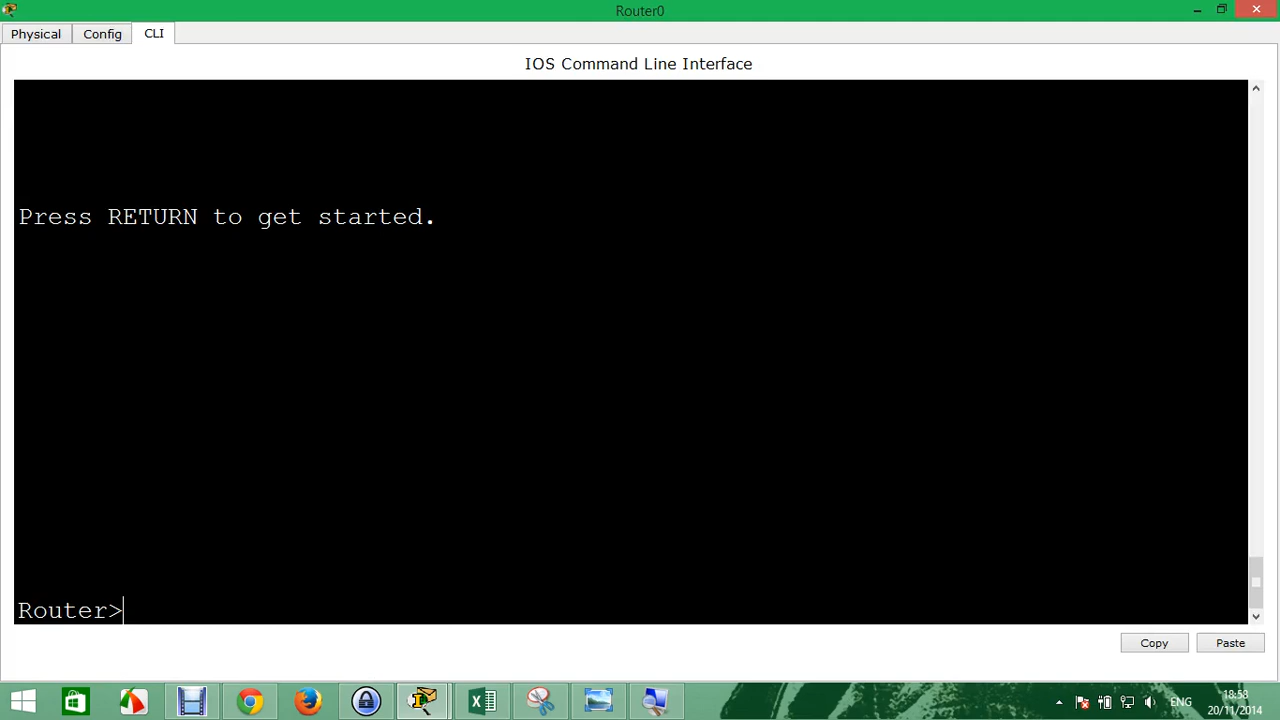 Router0
Physical
Config
CLI
IOS Command Line Interface
Press RETURN to get started.
Router>
Copy
Paste
ENG
18:58
20/11/2014